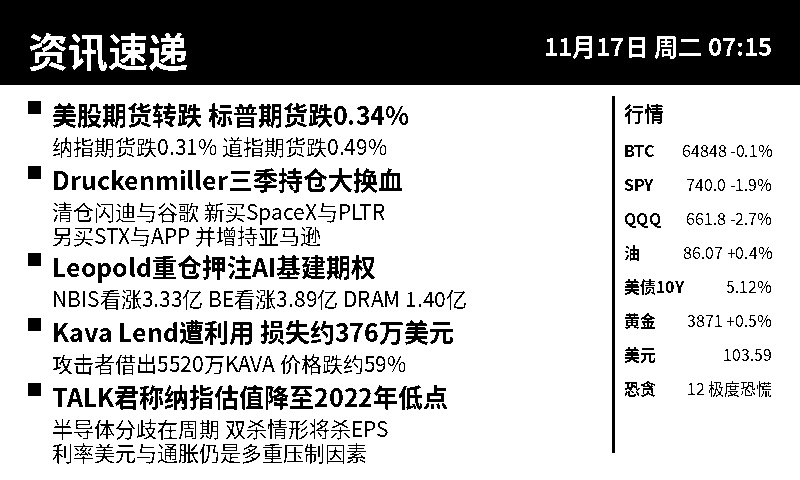 资讯速递
11月17日 周二 07:15
美股期货转跌 标普期货跌0.34%
纳指期货跌0.31% 道指期货跌0.49%
Druckenmiller三季持仓大换血
清仓闪迪与谷歌 新买SpaceX与PLTR
另买STX与APP 并增持亚马逊
Leopold重仓押注AI基建期权
NBIS看涨3.33亿 BE看涨3.89亿 DRAM 1.40亿
Kava Lend遭利用 损失约376万美元
攻击者借出5520万KAVA 价格跌约59%
TALK君称纳指估值降至2022年低点
半导体分歧在周期 双杀情形将杀EPS
利率美元与通胀仍是多重压制因素
行情
BTC 64848 -0.1%
SPY 740.0 -1.9%
QQQ 661.8 -2.7%
油 86.07 +0.4%
美债10Y 5.12%
黄金 3871 +0.5%
美元 103.59
恐贪 12 极度恐慌